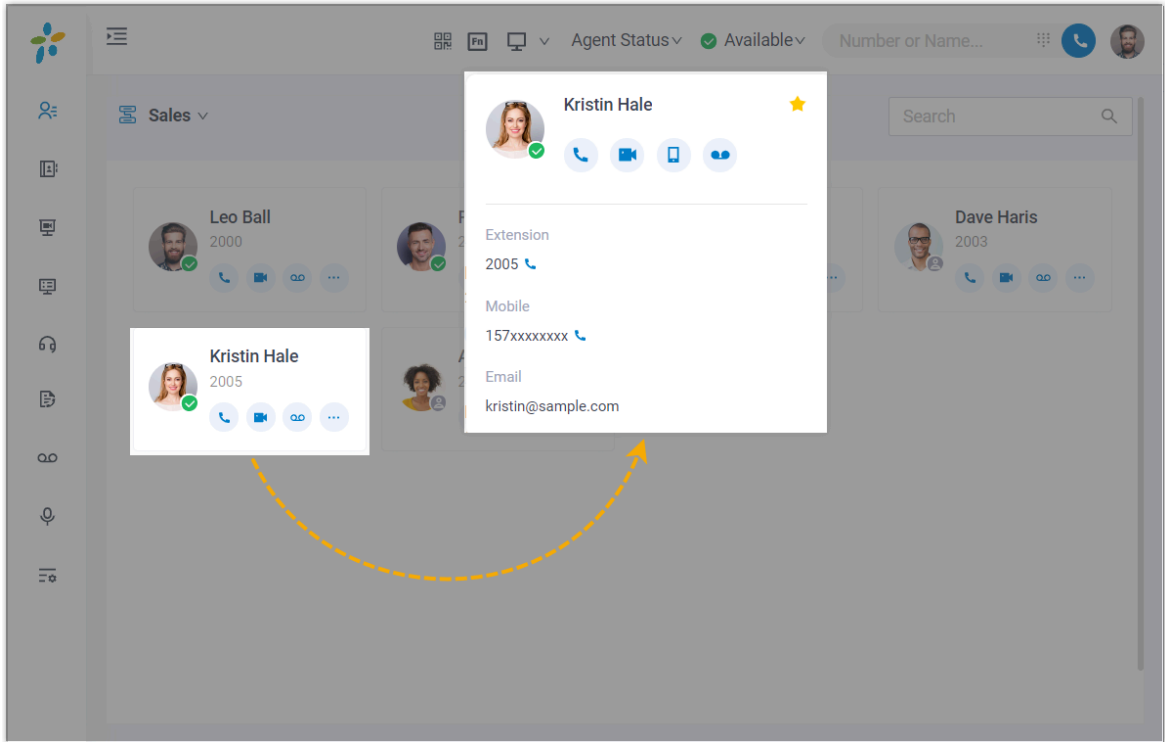 Fn
Agent Status
Available
Number or Name...
Sales
Search
Kristin Hale
Extension
2005
Mobile
157xxxxxxxx
Email
kristin@sample.com
Leo Ball
2000
Dave Haris
2003
Kristin Hale
2005